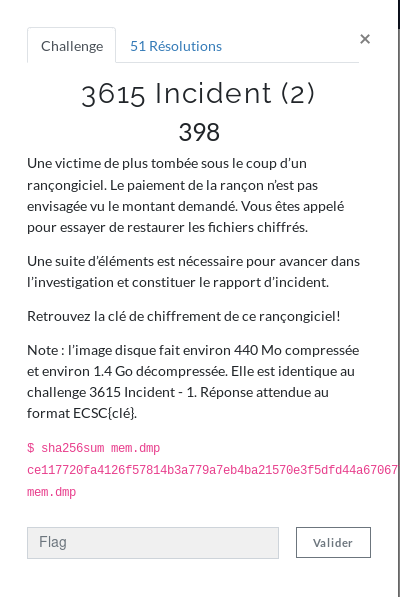 Challenge
51 Résolutions
×
3615 Incident (2)
398
Une victime de plus tombée sous le coup d’un
rançongiciel. Le paiement de la rançon n’est pas
envisagée vu le montant demandé. Vous êtes appelé
pour essayer de restaurer les fichiers chiffrés.
Une suite d’éléments est nécessaire pour avancer dans
l’investigation et constituer le rapport d’incident.
Retrouvez la clé de chiffrement de ce rançongiciel!
Note : l’image disque fait environ 440 Mo compressée
et environ 1.4 Go décompressée. Elle est identique au
challenge 3615 Incident - 1. Réponse attendue au
format ECSC{clé}.
$ sha256sum mem.dmp
ce117720fa4126f57814b3a779a7eb4ba21570e3f5dfd44a67067
mem.dmp
Flag
Valider